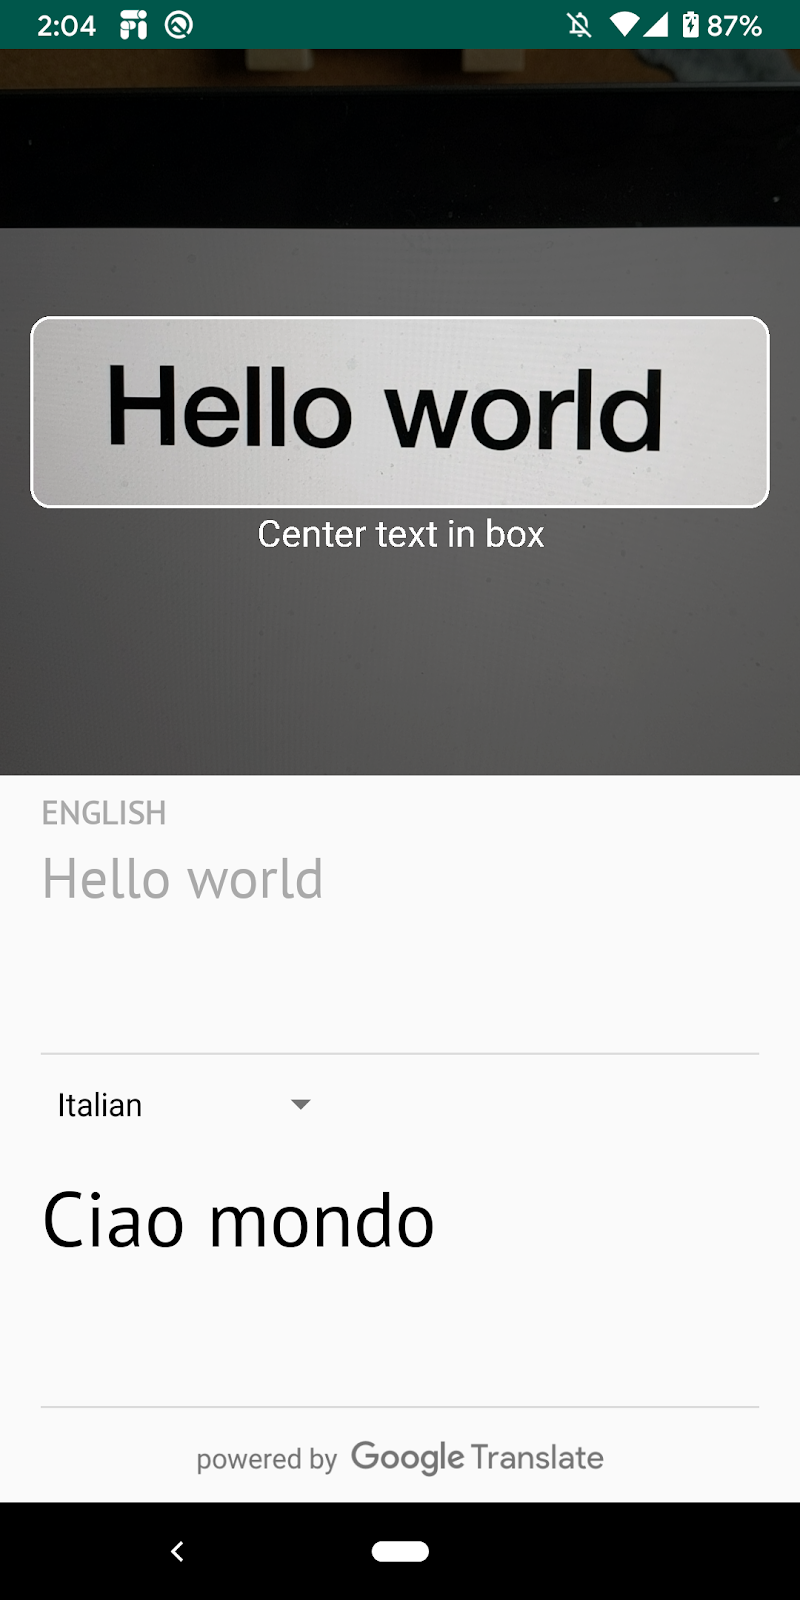 2:04
87%
Hello world
Center text in box
ENGLISH
Hello world
Italian
Ciao mondo
powered by Google Translate